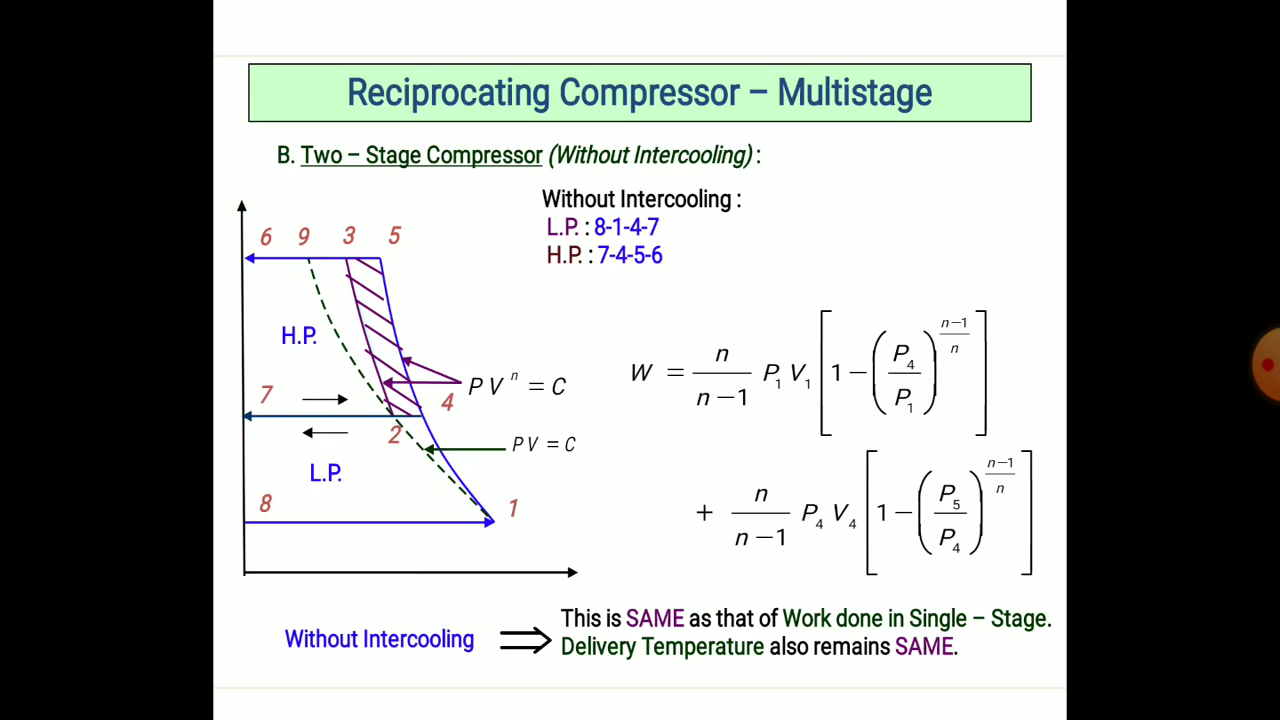 Reciprocating Compressor – Multistage
B. Two – Stage Compressor (Without Intercooling) :
Without Intercooling :
L.P. : 8-1-4-7
H.P. : 7-4-5-6
6 9 3 5
H.P.
7
4
P V^n = C
2
P V = C
L.P.
8
1
W = n/(n−1) P₁ V₁ [1 − (P₄/P₁)^((n−1)/n)]
+ n/(n−1) P₄ V₄ [1 − (P₅/P₄)^((n−1)/n)]
Without Intercooling
This is SAME as that of Work done in Single – Stage.
Delivery Temperature also remains SAME.